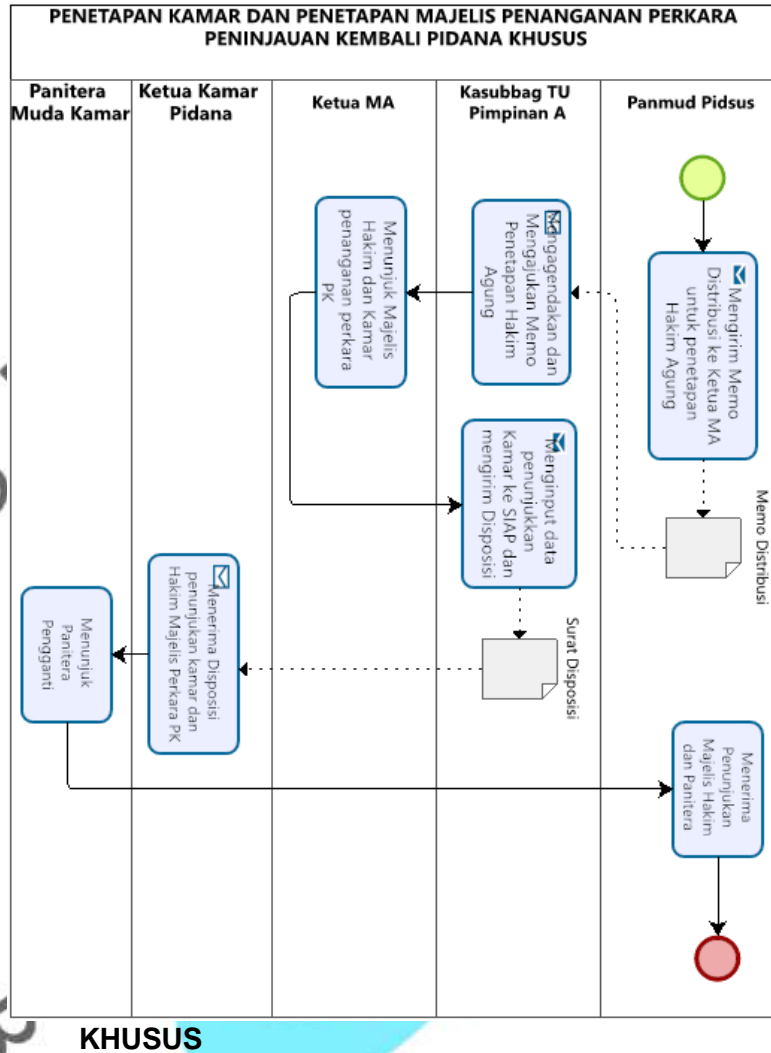 PENETAPAN KAMAR DAN PENETAPAN MAJELIS PENANGANAN PERKARA
PENINJAUAN KEMBALI PIDANA KHUSUS
Panitera
Muda Kamar
Ketua Kamar
Pidana
Ketua MA
Kasubbag TU
Pimpinan A
Panmud Pidsus
Mengirim Memo
Distribusi ke Ketua MA
untuk penetapan
Hakim Agung
Memo Distribusi
Mengagendakan dan
Mengajukan Memo
Penetapan Hakim
Agung
Menunjuk Majelis
Hakim dan Kamar
penanganan perkara
PK
Menginput data
penunjukkan
Kamar ke SIAP dan
mengirim Disposisi
Surat Disposisi
Menerima Disposisi
penunjukan kamar dan
Hakim Majelis Perkara PK
Menunjuk
Panitera
Pengganti
Menerima
Penunjukan
Majelis Hakim
dan Panitera
KHUSUS